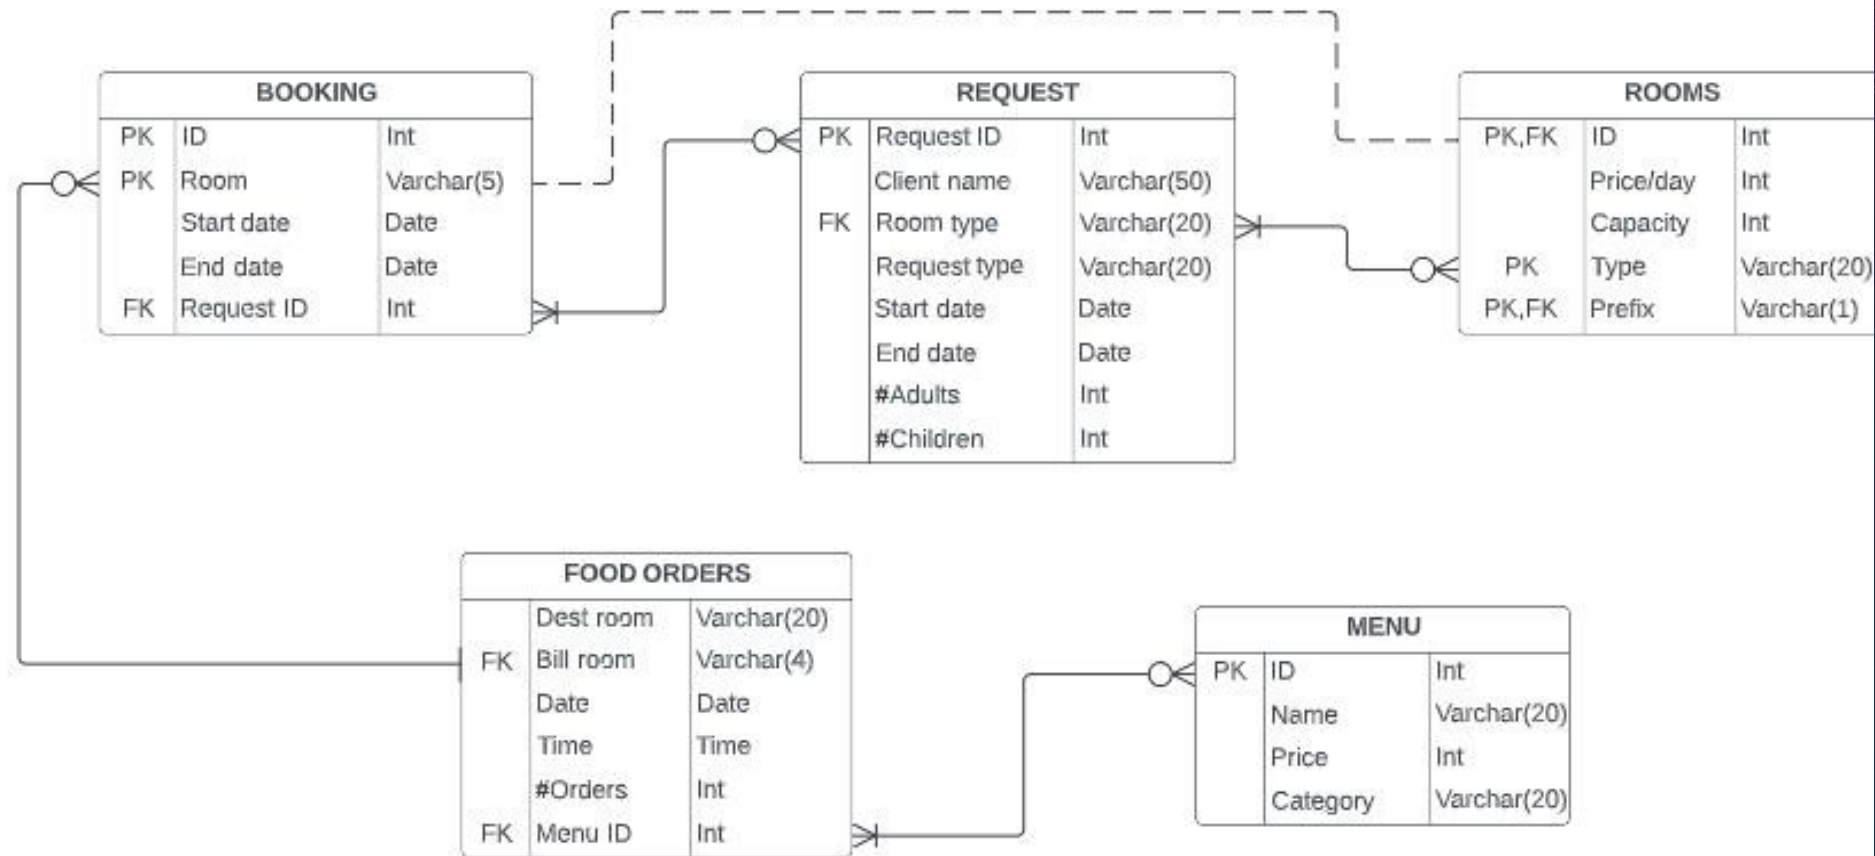 BOOKING
PK ID Int
PK Room Varchar(5)
Start date Date
End date Date
FK Request ID Int
REQUEST
PK Request ID Int
Client name Varchar(50)
FK Room type Varchar(20)
Request type Varchar(20)
Start date Date
End date Date
#Adults Int
#Children Int
ROOMS
PK,FK ID Int
Price/day Int
Capacity Int
PK Type Varchar(20)
PK,FK Prefix Varchar(1)
FOOD ORDERS
Dest room Varchar(20)
FK Bill room Varchar(4)
Date Date
Time Time
#Orders Int
FK Menu ID Int
MENU
PK ID Int
Name Varchar(20)
Price Int
Category Varchar(20)